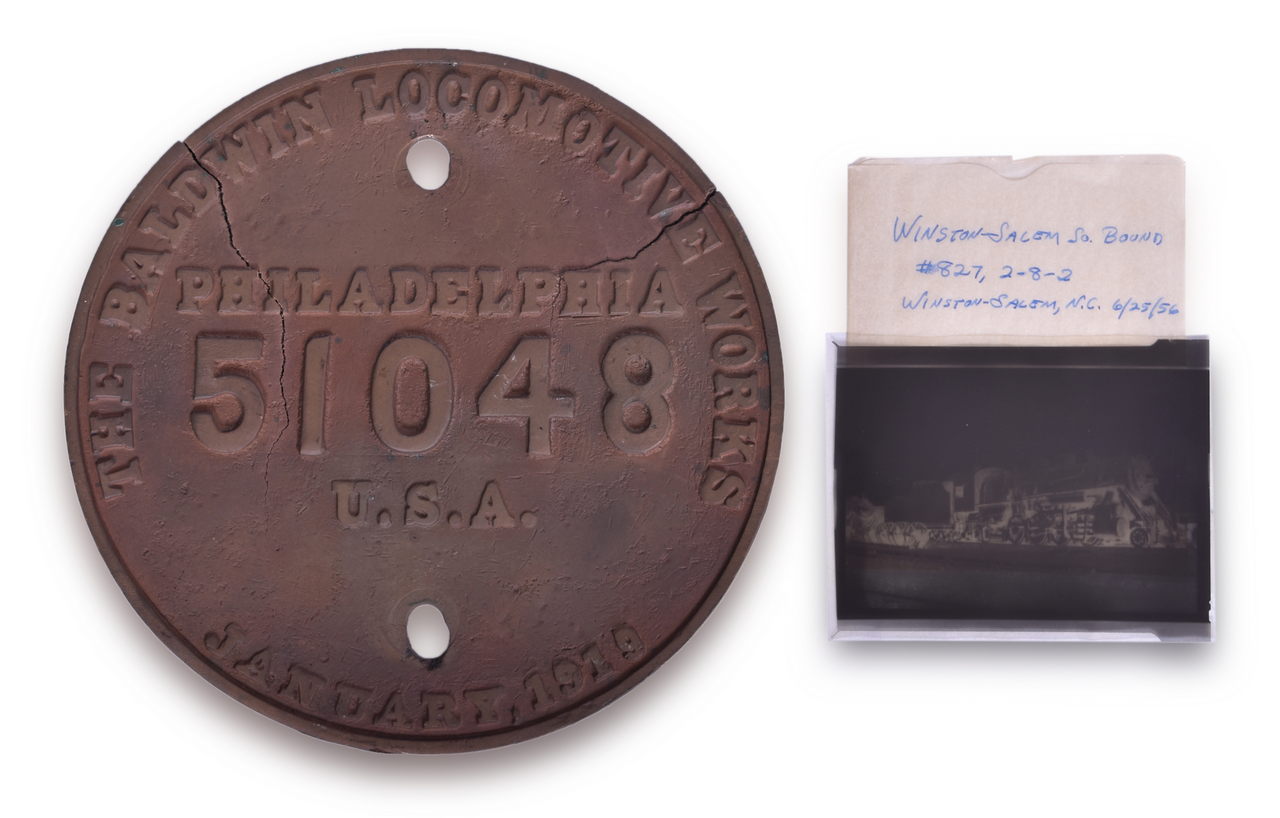 THE BALDWIN LOCOMOTIVE WORKS
PHILADELPHIA
51048
U.S.A.
JANUARY 1919
WINSTON-SALEM SO. BOUND
#827, 2-8-2
WINSTON-SALEM, N.C. 6/25/56